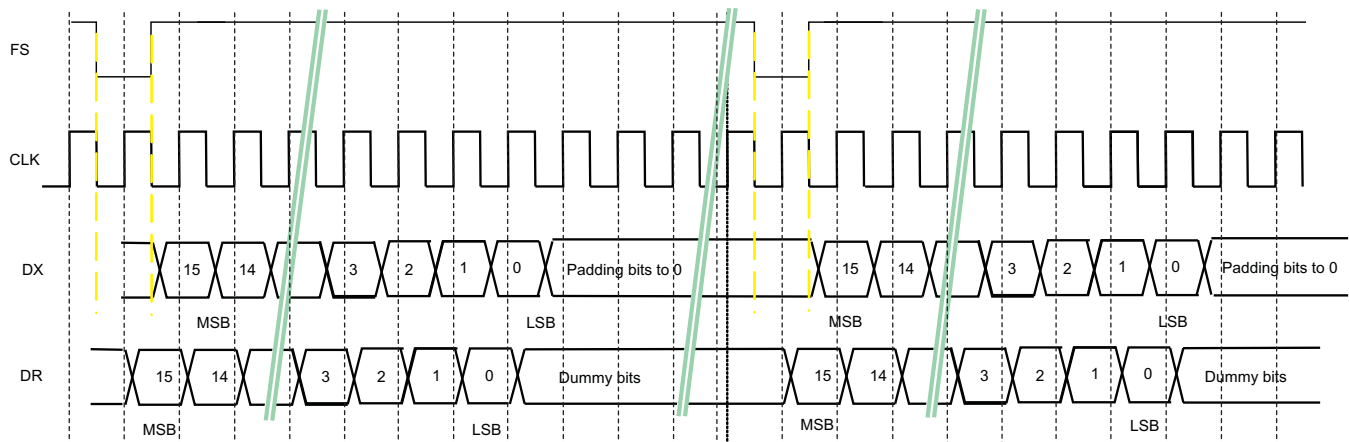 FS
CLK
DX 15 14 3 2 1 0 Padding bits to 0 15 14 3 2 1 0 Padding bits to 0
MSB LSB MSB LSB
DR 15 14 3 2 1 0 Dummy bits 15 14 3 2 1 0 Dummy bits
MSB LSB MSB LSB